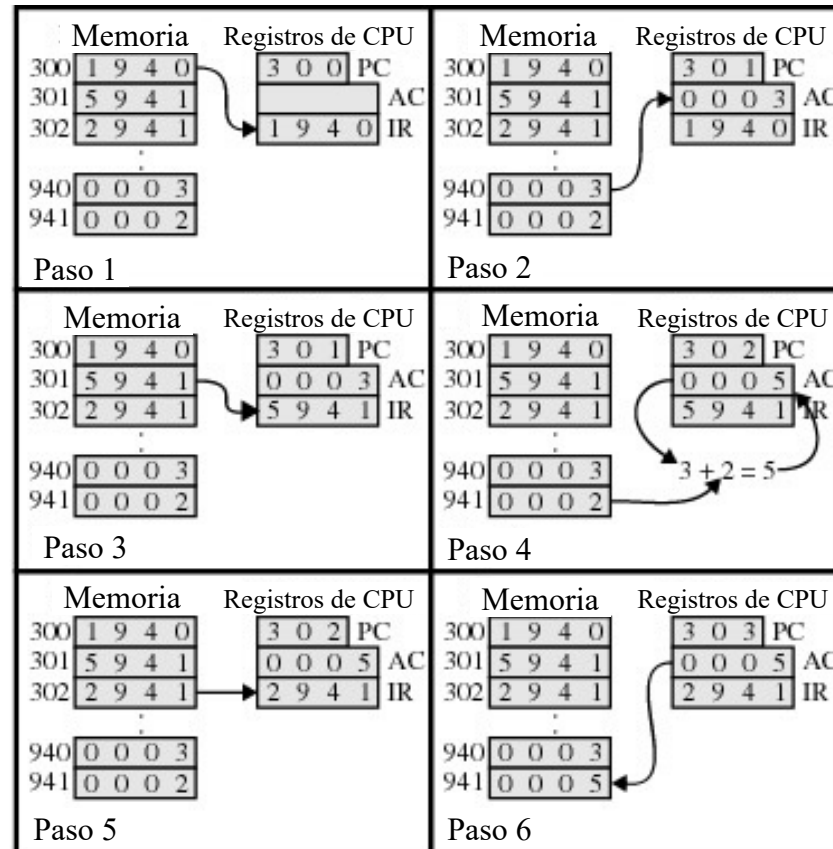 Memoria Registros de CPU
300 1 9 4 0 3 0 0 PC
301 5 9 4 1 AC
302 2 9 4 1 1 9 4 0 IR
940 0 0 0 3
941 0 0 0 2
Paso 1
Memoria Registros de CPU
300 1 9 4 0 3 0 1 PC
301 5 9 4 1 0 0 0 3 AC
302 2 9 4 1 1 9 4 0 IR
940 0 0 0 3
941 0 0 0 2
Paso 2
Memoria Registros de CPU
300 1 9 4 0 3 0 1 PC
301 5 9 4 1 0 0 0 3 AC
302 2 9 4 1 5 9 4 1 IR
940 0 0 0 3
941 0 0 0 2
Paso 3
Memoria Registros de CPU
300 1 9 4 0 3 0 2 PC
301 5 9 4 1 0 0 0 5 AC
302 2 9 4 1 5 9 4 1 IR
940 0 0 0 3 3 + 2 = 5
941 0 0 0 2
Paso 4
Memoria Registros de CPU
300 1 9 4 0 3 0 2 PC
301 5 9 4 1 0 0 0 5 AC
302 2 9 4 1 2 9 4 1 IR
940 0 0 0 3
941 0 0 0 2
Paso 5
Memoria Registros de CPU
300 1 9 4 0 3 0 3 PC
301 5 9 4 1 0 0 0 5 AC
302 2 9 4 1 2 9 4 1 IR
940 0 0 0 3
941 0 0 0 5
Paso 6